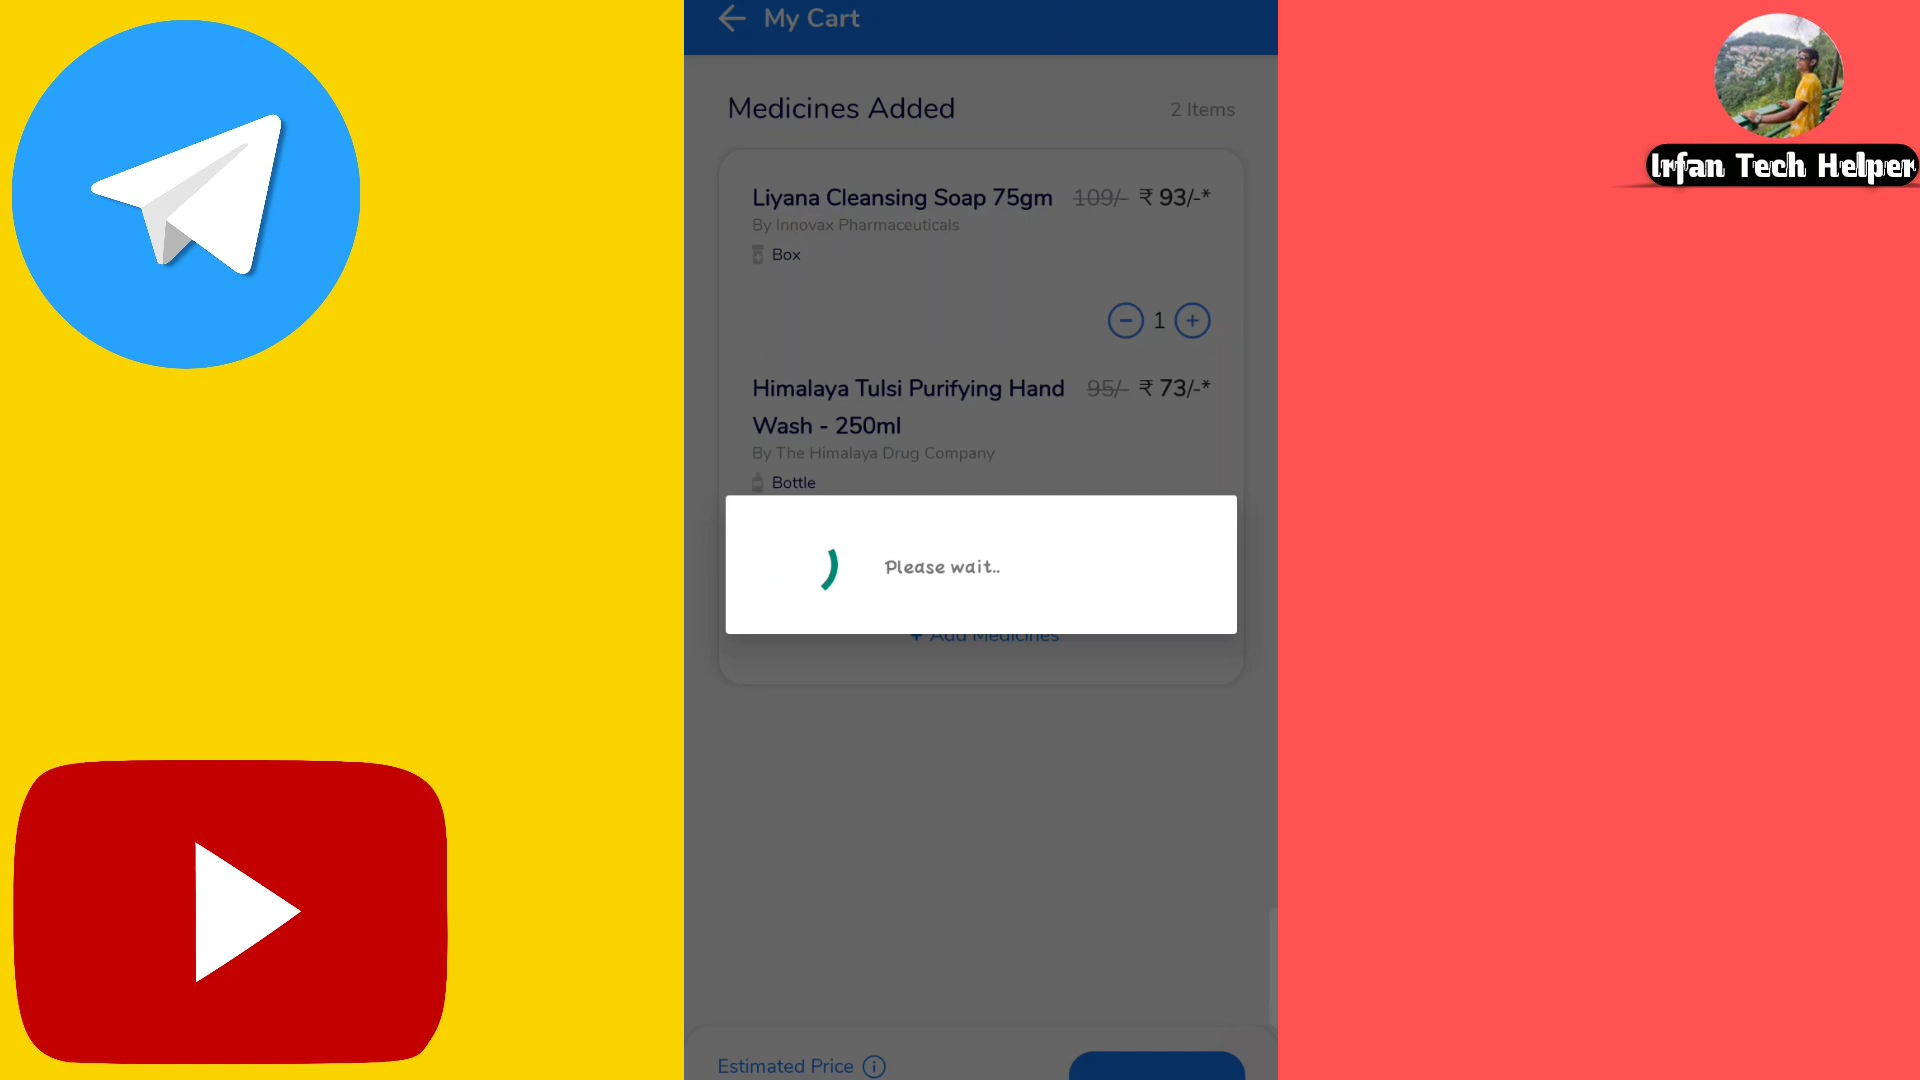 My Cart
Irfan Tech Helper
Medicines Added
2 Items
Liyana Cleansing Soap 75gm 109/- ₹ 93/-*
By Innovax Pharmaceuticals
Box
− 1 +
Himalaya Tulsi Purifying Hand 95/- ₹ 73/-*
Wash - 250ml
By The Himalaya Drug Company
Bottle
Please wait..
+ Add Medicines
Estimated Price